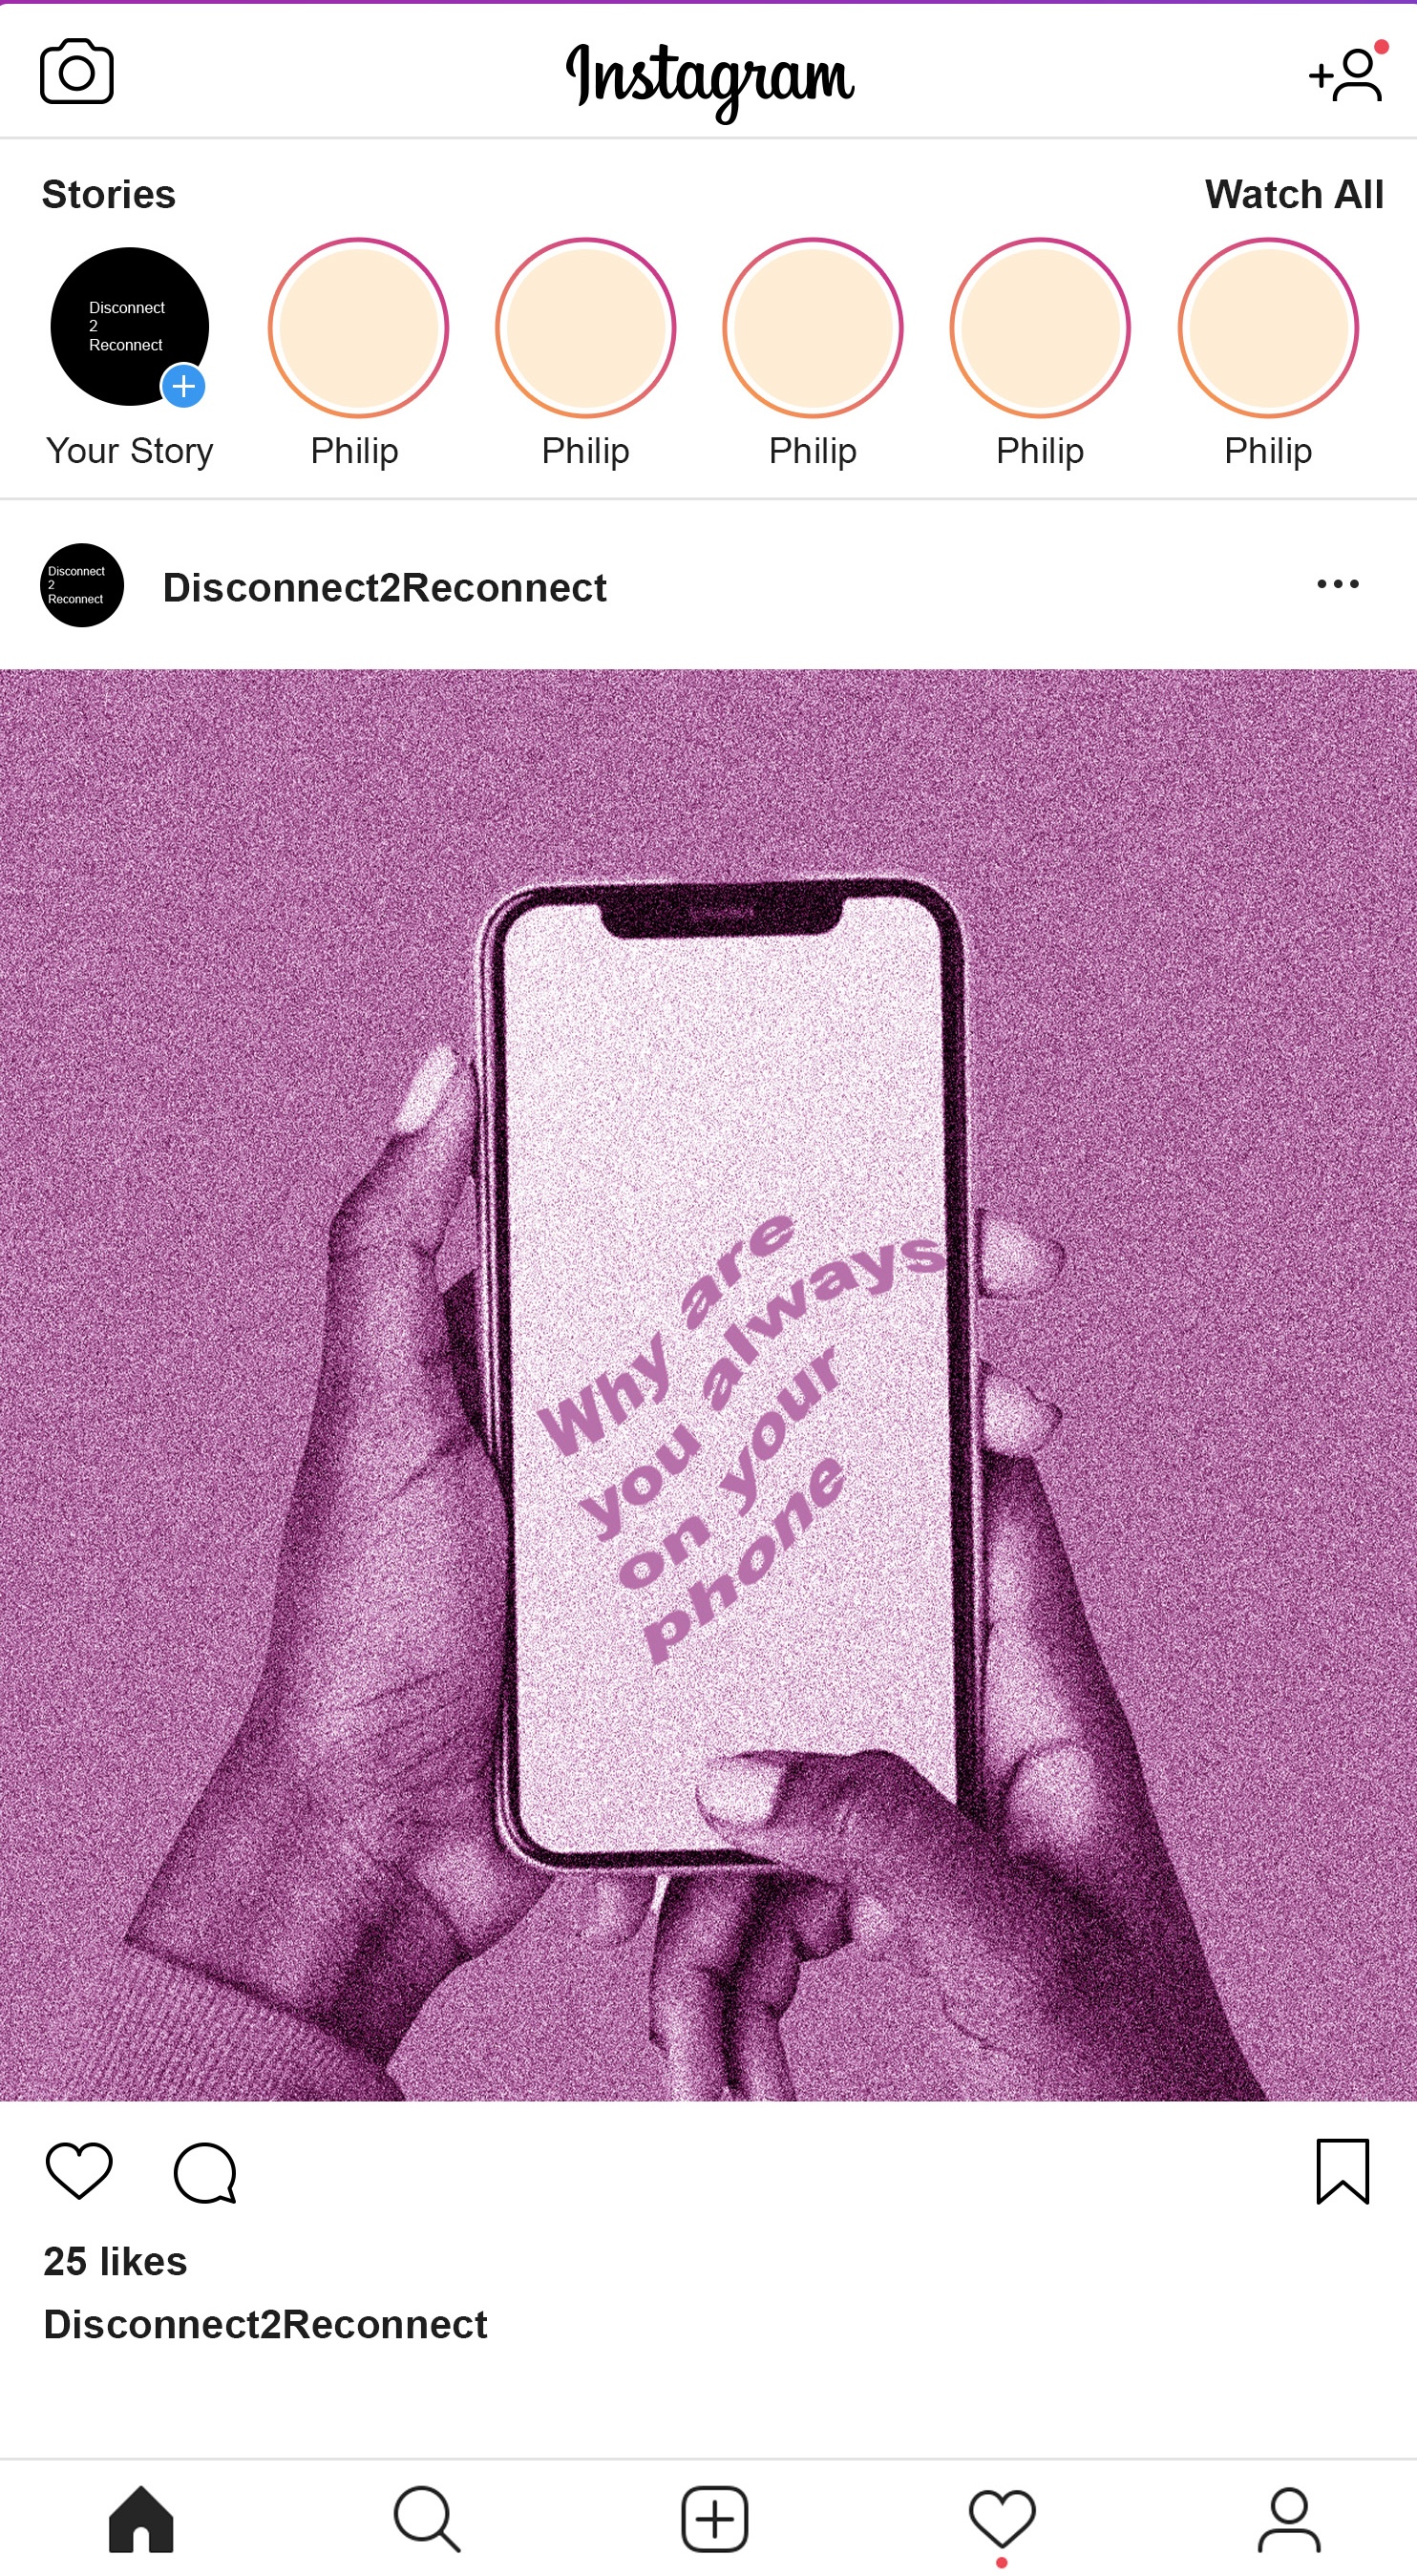 Instagram
Stories Watch All
Disconnect
2
Reconnect
Your Story Philip Philip Philip Philip Philip
Disconnect
2
Reconnect
Disconnect2Reconnect
Why are
you always
on your
phone
25 likes
Disconnect2Reconnect